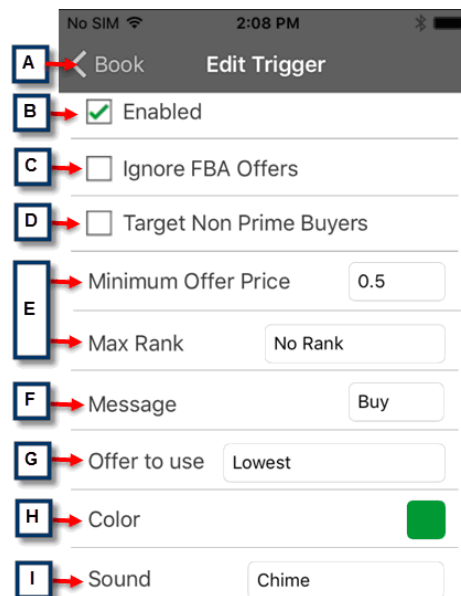 No SIM 2:08 PM
A Book Edit Trigger
B Enabled
C Ignore FBA Offers
D Target Non Prime Buyers
E Minimum Offer Price 0.5
Max Rank No Rank
F Message Buy
G Offer to use Lowest
H Color
I Sound Chime